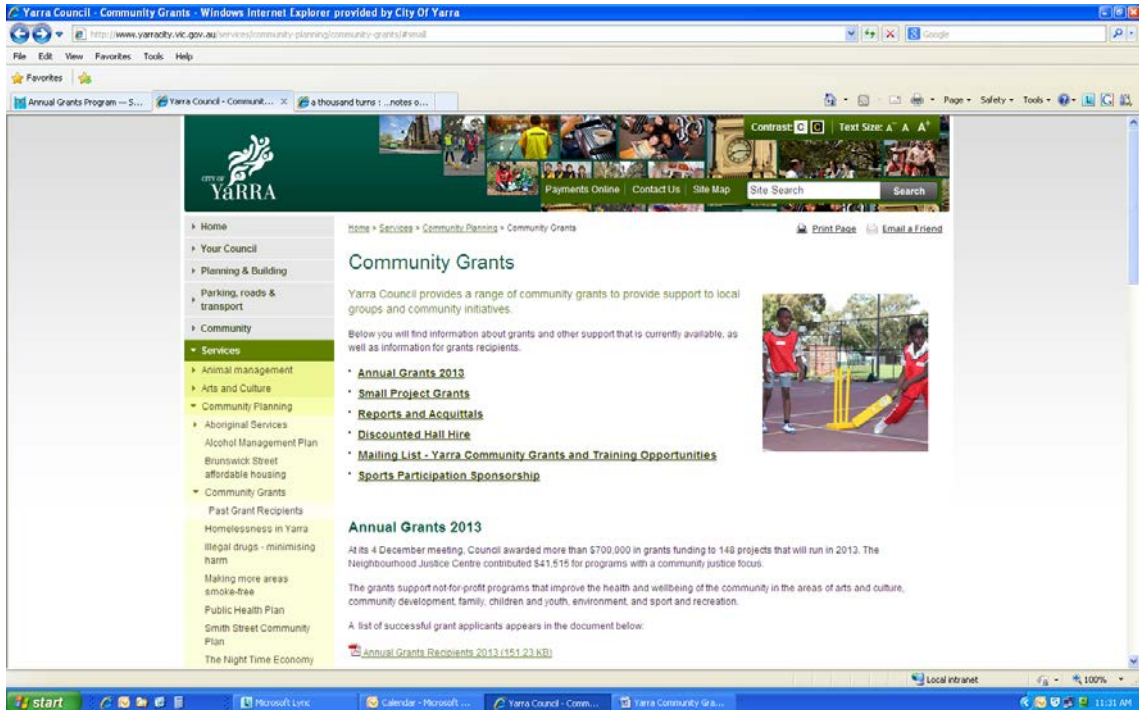 Yarra Council - Community Grants - Windows Internet Explorer provided by City Of Yarra
http://www.yarracity.vic.gov.au/services/community-planning/community-grants/#small
Google
File Edit View Favorites Tools Help
Favorites
Annual Grants Program — S...
Yarra Council - Communit...
a thousand turns : ...notes o...
Page Safety Tools
Contrast: C C Text Size: A- A A+
CITY OF
YaRRA
Payments Online Contact Us Site Map Site Search Search
Home
Your Council
Planning & Building
Parking, roads &
transport
Community
Services
Animal management
Arts and Culture
Community Planning
Aboriginal Services
Alcohol Management Plan
Brunswick Street
affordable housing
Community Grants
Past Grant Recipients
Homelessness in Yarra
Illegal drugs - minimising
harm
Making more areas
smoke-free
Public Health Plan
Smith Street Community
Plan
The Night Time Economy
Home > Services > Community Planning > Community Grants
Print Page Email a Friend
Community Grants
Yarra Council provides a range of community grants to provide support to local
groups and community initiatives.
Below you will find information about grants and other support that is currently available, as
well as information for grants recipients.
Annual Grants 2013
Small Project Grants
Reports and Acquittals
Discounted Hall Hire
Mailing List - Yarra Community Grants and Training Opportunities
Sports Participation Sponsorship
Annual Grants 2013
At its 4 December meeting, Council awarded more than $700,000 in grants funding to 148 projects that will run in 2013. The
Neighbourhood Justice Centre contributed $41,515 for programs with a community justice focus.
The grants support not-for-profit programs that improve the health and wellbeing of the community in the areas of arts and culture,
community development, family, children and youth, environment, and sport and recreation.
A list of successful grant applicants appears in the document below:
Annual Grants Recipients 2013 (151.23 KB)
Local intranet
100%
start
Microsoft Lync
Calendar - Microsoft ...
Yarra Council - Comm...
Yarra Community Gra...
11:31 AM